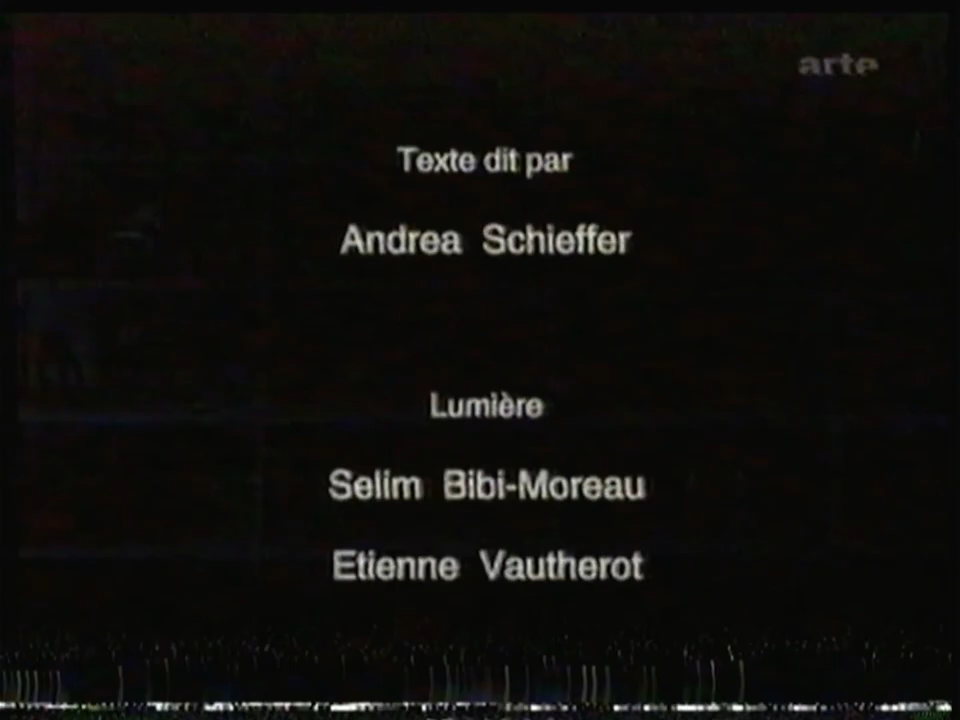 arte
Texte dit par
Andrea Schieffer
Lumière
Selim Bibi-Moreau
Etienne Vautherot